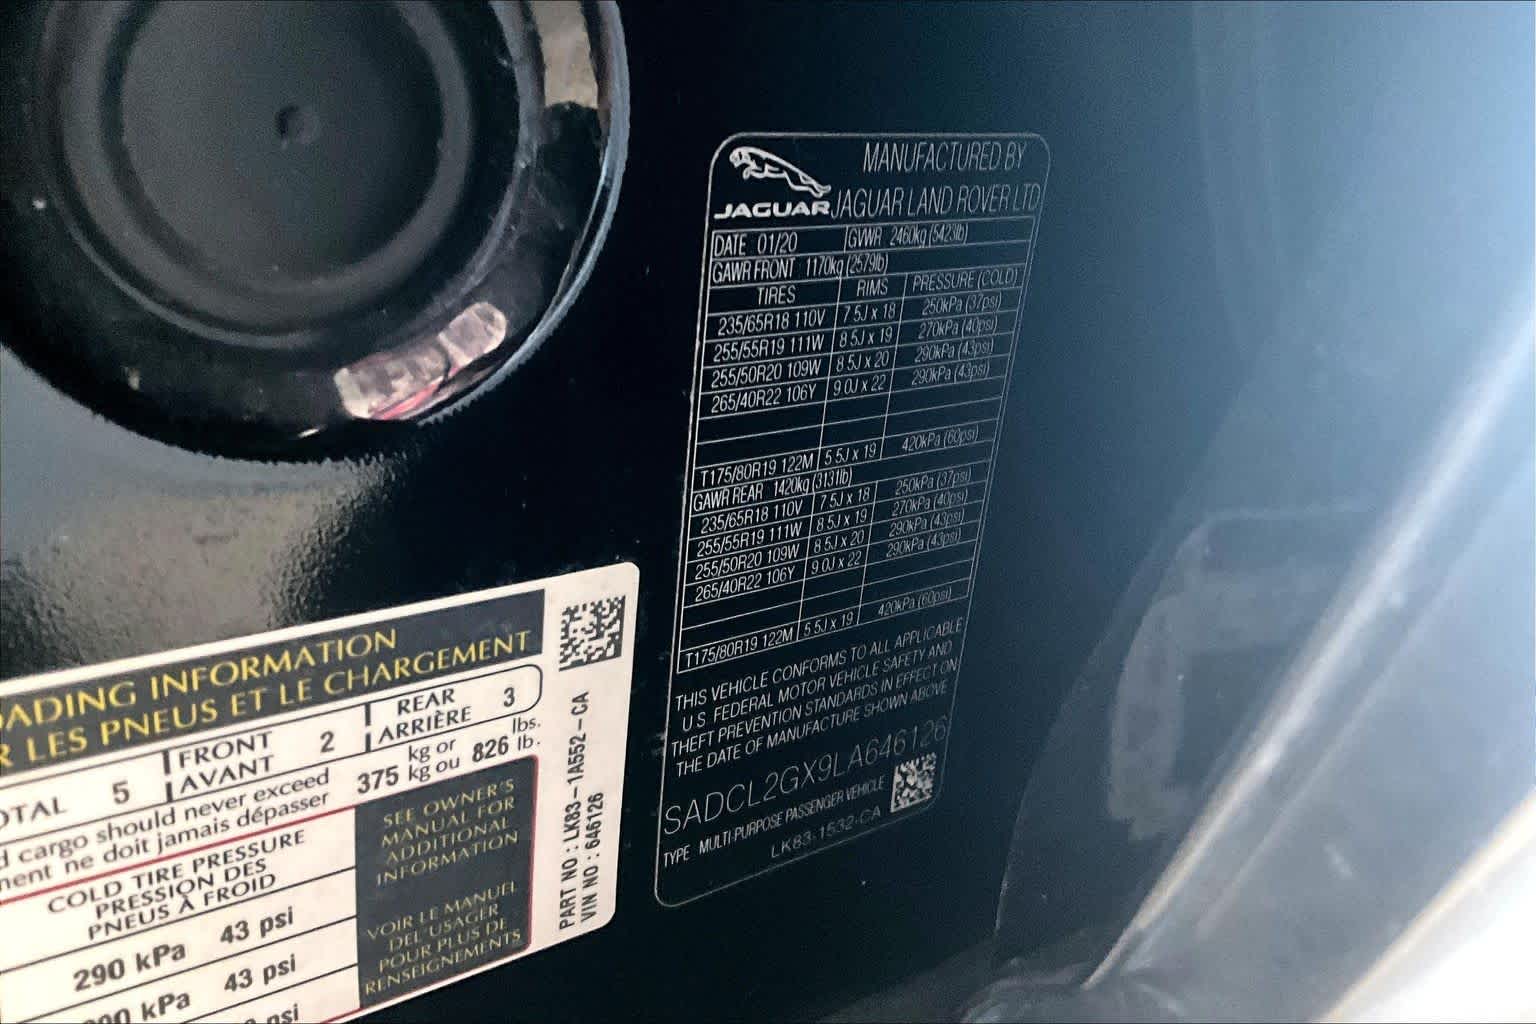 JAGUAR
MANUFACTURED BY
JAGUAR LAND ROVER LTD
DATE 01/20 GVWR 2460kg (5423lb)
GAWR FRONT 1170kg (2579lb)
TIRES RIMS PRESSURE (COLD)
235/65R18 110V 7.5J x 18 250kPa (37psi)
255/55R19 111W 8.5J x 19 270kPa (40psi)
255/50R20 109W 8.5J x 20 290kPa (43psi)
265/40R22 106Y 9.0J x 22 290kPa (43psi)
T175/80R19 122M 5.5J x 19 420kPa (60psi)
GAWR REAR 1420kg (3131lb)
235/65R18 110V 7.5J x 18 250kPa (37psi)
255/55R19 111W 8.5J x 19 270kPa (40psi)
255/50R20 109W 8.5J x 20 290kPa (43psi)
265/40R22 106Y 9.0J x 22 290kPa (43psi)
T175/80R19 122M 5.5J x 19 420kPa (60psi)
THIS VEHICLE CONFORMS TO ALL APPLICABLE
U S FEDERAL MOTOR VEHICLE SAFETY AND
THEFT PREVENTION STANDARDS IN EFFECT ON
THE DATE OF MANUFACTURE SHOWN ABOVE
SADCL2GX9LA646126
TYPE MULTI-PURPOSE PASSENGER VEHICLE
LK83-1532-CA
OADING INFORMATION
R LES PNEUS ET LE CHARGEMENT
OTAL 5 FRONT AVANT 2 REAR ARRIÈRE 3
d cargo should never exceed 375 kg or 826 lbs.
ment ne doit jamais dépasser kg ou lb.
COLD TIRE PRESSURE
PRESSION DES
PNEUS À FROID
290 kPa 43 psi
290 kPa 43 psi
psi
SEE OWNER'S
MANUAL FOR
ADDITIONAL
INFORMATION
VOIR LE MANUEL
DEL'USAGER
POUR PLUS DE
RENSEIGNEMENTS
PART NO : LK83-1A552-CA
VIN NO : 646126